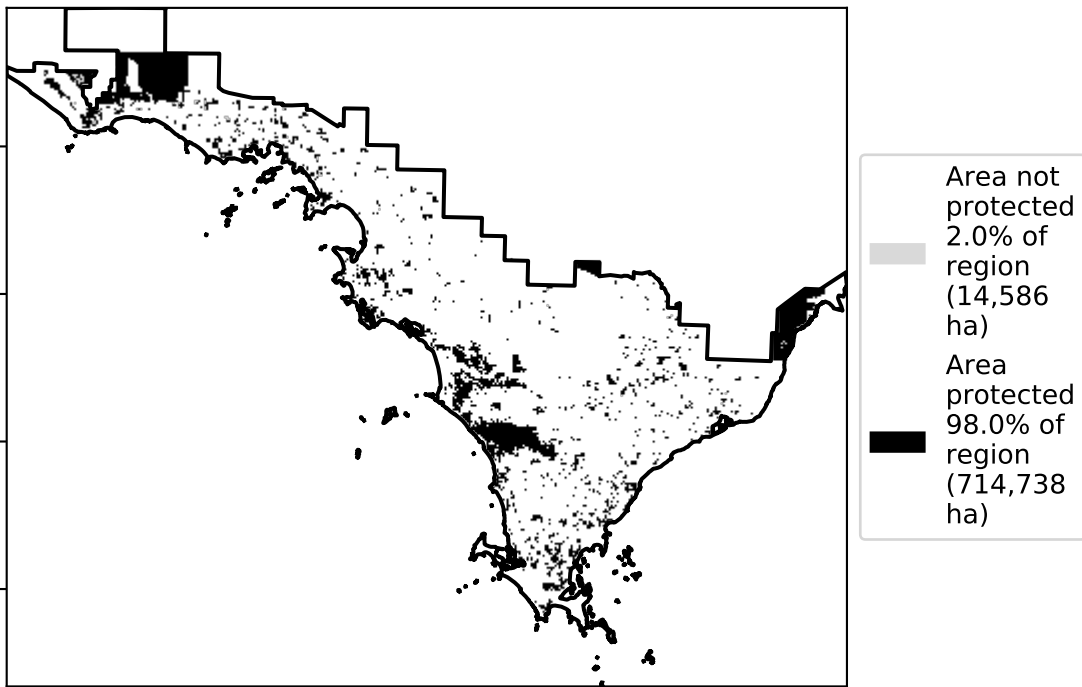 Area not
protected
2.0% of
region
(14,586
ha)
Area
protected
98.0% of
region
(714,738
ha)